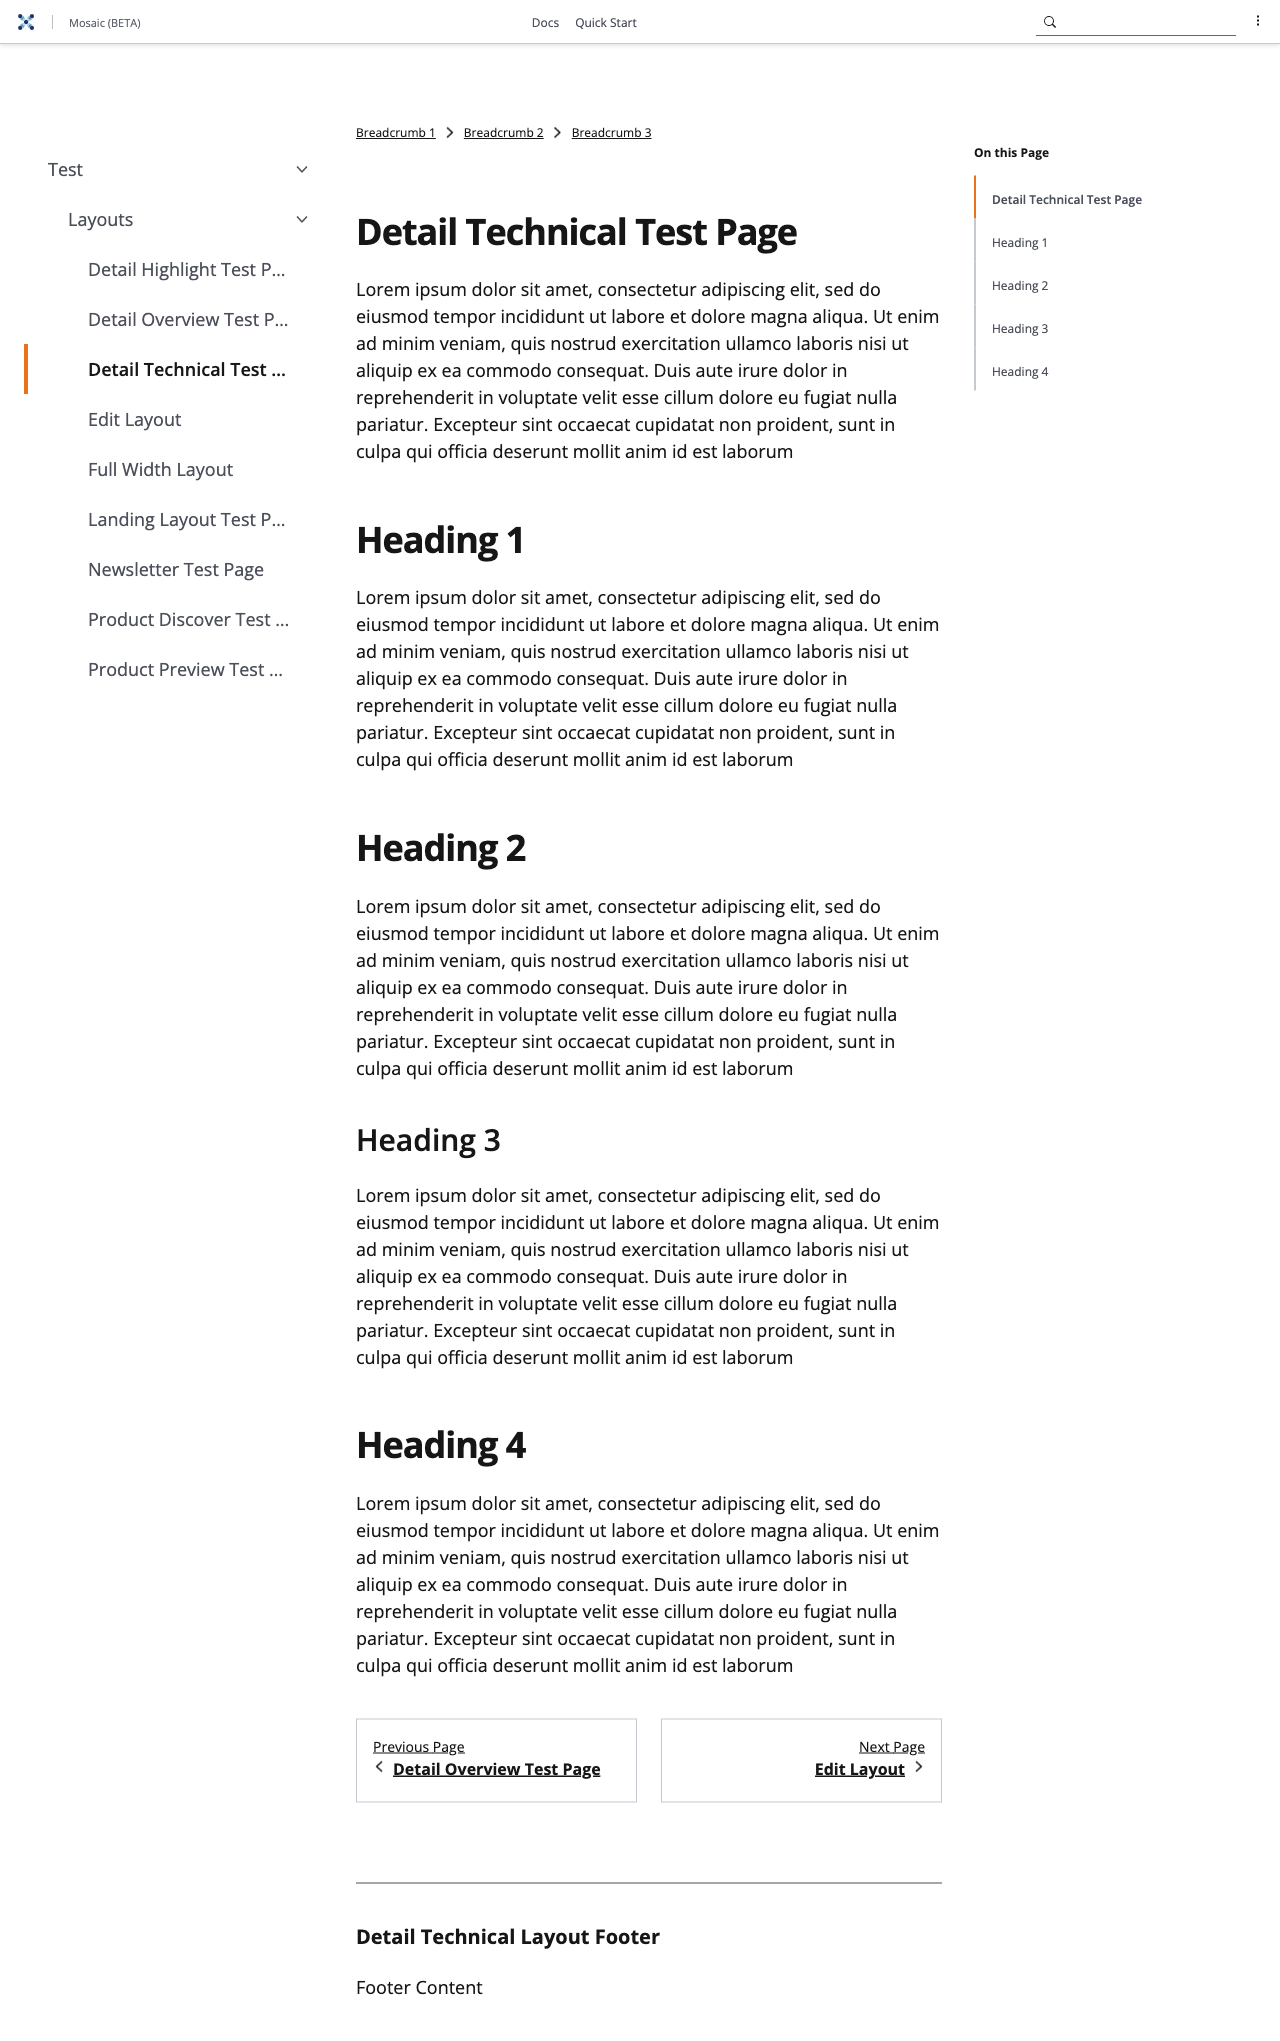 Mosaic (BETA)
Docs
Quick Start
Breadcrumb 1
Breadcrumb 2
Breadcrumb 3
Test
Layouts
Detail Highlight Test P...
Detail Overview Test P...
Detail Technical Test ...
Edit Layout
Full Width Layout
Landing Layout Test P...
Newsletter Test Page
Product Discover Test ...
Product Preview Test ...
Detail Technical Test Page
Lorem ipsum dolor sit amet, consectetur adipiscing elit, sed do
eiusmod tempor incididunt ut labore et dolore magna aliqua. Ut enim
ad minim veniam, quis nostrud exercitation ullamco laboris nisi ut
aliquip ex ea commodo consequat. Duis aute irure dolor in
reprehenderit in voluptate velit esse cillum dolore eu fugiat nulla
pariatur. Excepteur sint occaecat cupidatat non proident, sunt in
culpa qui officia deserunt mollit anim id est laborum
Heading 1
Lorem ipsum dolor sit amet, consectetur adipiscing elit, sed do
eiusmod tempor incididunt ut labore et dolore magna aliqua. Ut enim
ad minim veniam, quis nostrud exercitation ullamco laboris nisi ut
aliquip ex ea commodo consequat. Duis aute irure dolor in
reprehenderit in voluptate velit esse cillum dolore eu fugiat nulla
pariatur. Excepteur sint occaecat cupidatat non proident, sunt in
culpa qui officia deserunt mollit anim id est laborum
Heading 2
Lorem ipsum dolor sit amet, consectetur adipiscing elit, sed do
eiusmod tempor incididunt ut labore et dolore magna aliqua. Ut enim
ad minim veniam, quis nostrud exercitation ullamco laboris nisi ut
aliquip ex ea commodo consequat. Duis aute irure dolor in
reprehenderit in voluptate velit esse cillum dolore eu fugiat nulla
pariatur. Excepteur sint occaecat cupidatat non proident, sunt in
culpa qui officia deserunt mollit anim id est laborum
Heading 3
Lorem ipsum dolor sit amet, consectetur adipiscing elit, sed do
eiusmod tempor incididunt ut labore et dolore magna aliqua. Ut enim
ad minim veniam, quis nostrud exercitation ullamco laboris nisi ut
aliquip ex ea commodo consequat. Duis aute irure dolor in
reprehenderit in voluptate velit esse cillum dolore eu fugiat nulla
pariatur. Excepteur sint occaecat cupidatat non proident, sunt in
culpa qui officia deserunt mollit anim id est laborum
Heading 4
Lorem ipsum dolor sit amet, consectetur adipiscing elit, sed do
eiusmod tempor incididunt ut labore et dolore magna aliqua. Ut enim
ad minim veniam, quis nostrud exercitation ullamco laboris nisi ut
aliquip ex ea commodo consequat. Duis aute irure dolor in
reprehenderit in voluptate velit esse cillum dolore eu fugiat nulla
pariatur. Excepteur sint occaecat cupidatat non proident, sunt in
culpa qui officia deserunt mollit anim id est laborum
Previous Page
Detail Overview Test Page
Next Page
Edit Layout
Detail Technical Layout Footer
Footer Content
On this Page
Detail Technical Test Page
Heading 1
Heading 2
Heading 3
Heading 4